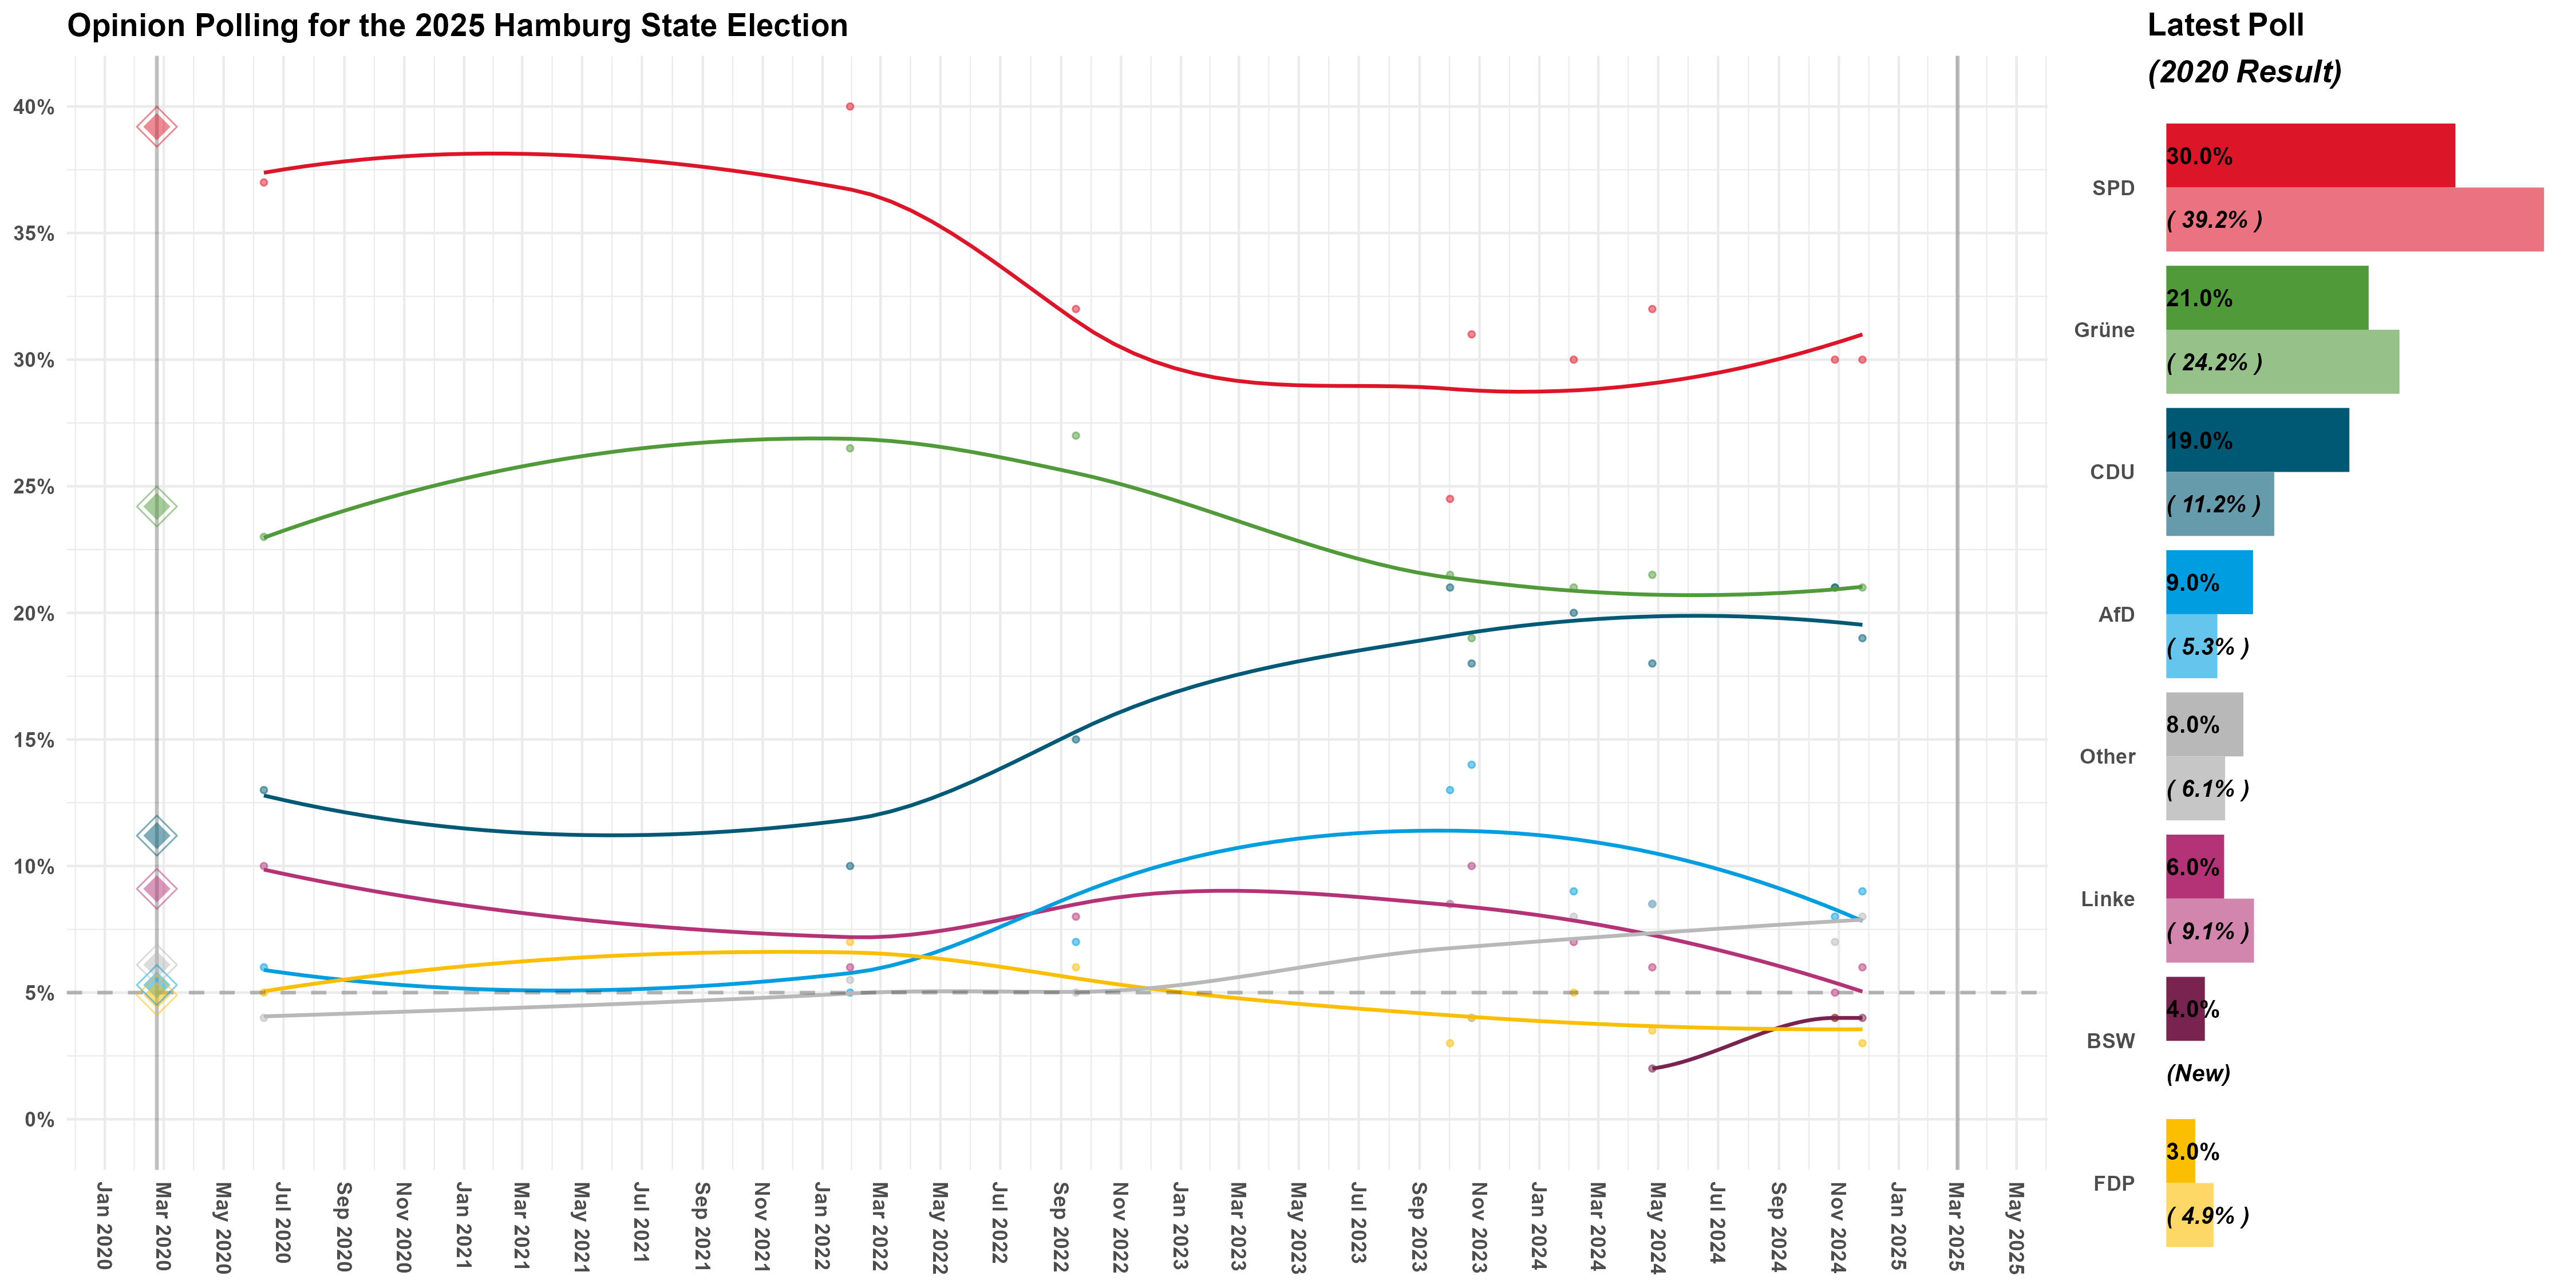 Opinion Polling for the 2025 Hamburg State Election
40%
35%
30%
25%
20%
15%
10%
5%
0%
Jan 2020
Mar 2020
May 2020
Jul 2020
Sep 2020
Nov 2020
Jan 2021
Mar 2021
May 2021
Jul 2021
Sep 2021
Nov 2021
Jan 2022
Mar 2022
May 2022
Jul 2022
Sep 2022
Nov 2022
Jan 2023
Mar 2023
May 2023
Jul 2023
Sep 2023
Nov 2023
Jan 2024
Mar 2024
May 2024
Jul 2024
Sep 2024
Nov 2024
Jan 2025
Mar 2025
May 2025
Latest Poll
(2020 Result)
30.0%
SPD
( 39.2% )
21.0%
Grüne
( 24.2% )
19.0%
CDU
( 11.2% )
9.0%
AfD
( 5.3% )
8.0%
Other
( 6.1% )
6.0%
Linke
( 9.1% )
4.0%
BSW
(New)
3.0%
FDP
( 4.9% )